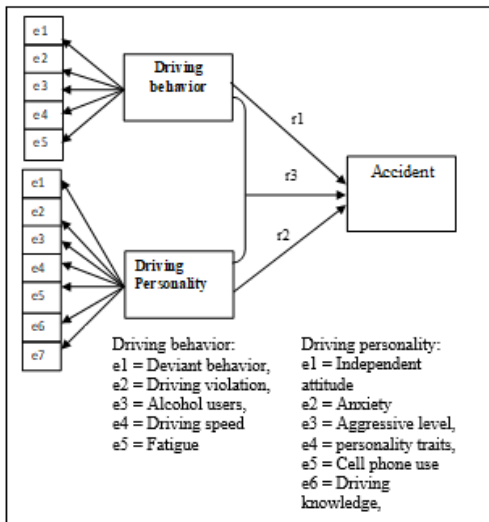 e1
e2
e3
e4
e5
Driving
behavior
r1
r3
r2
Accident
e1
e2
e3
e4
e5
e6
e7
Driving
Personality
Driving behavior:
e1 = Deviant behavior,
e2 = Driving violation,
e3 = Alcohol users,
e4 = Driving speed
e5 = Fatigue
Driving personality:
e1 = Independent
attitude
e2 = Anxiety
e3 = Aggressive level,
e4 = personality traits,
e5 = Cell phone use
e6 = Driving
knowledge,